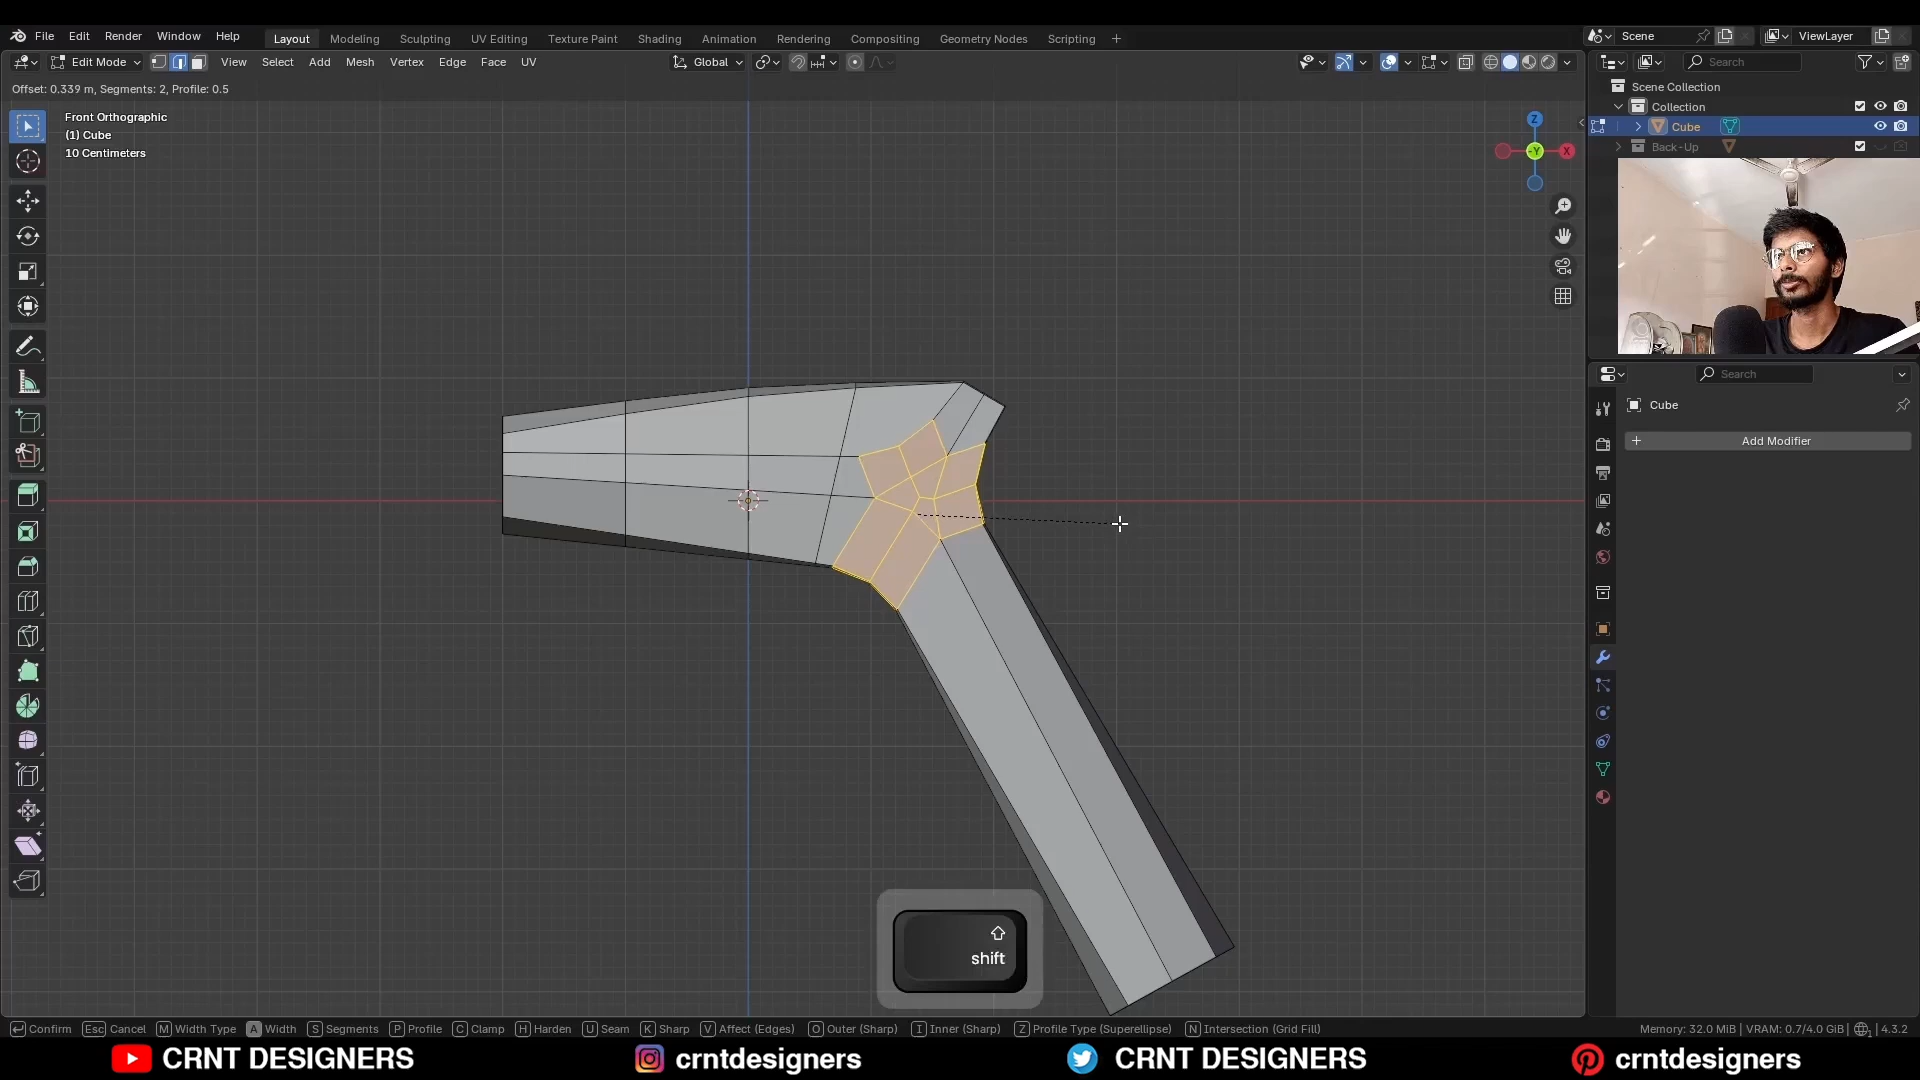 File Edit Render Window Help Layout Modeling Sculpting UV Editing Texture Paint Shading Animation Rendering Compositing Geometry Nodes Scripting + Scene ViewLayer
Edit Mode View Select Add Mesh Vertex Edge Face UV Global Search
Offset: 0.339 m, Segments: 2, Profile: 0.5
Scene Collection
Collection
Cube
Back-Up
Front Orthographic
(1) Cube
10 Centimeters
Z
-Y
X
Search
Cube
+ Add Modifier
shift
Confirm Esc Cancel M Width Type A Width S Segments P Profile C Clamp H Harden U Seam K Sharp V Affect (Edges) O Outer (Sharp) I Inner (Sharp) Z Profile Type (Superellipse) N Intersection (Grid Fill) Memory: 32.0 MiB | VRAM: 0.7/4.0 GiB | 4.3.2
CRNT DESIGNERS crntdesigners CRNT DESIGNERS crntdesigners